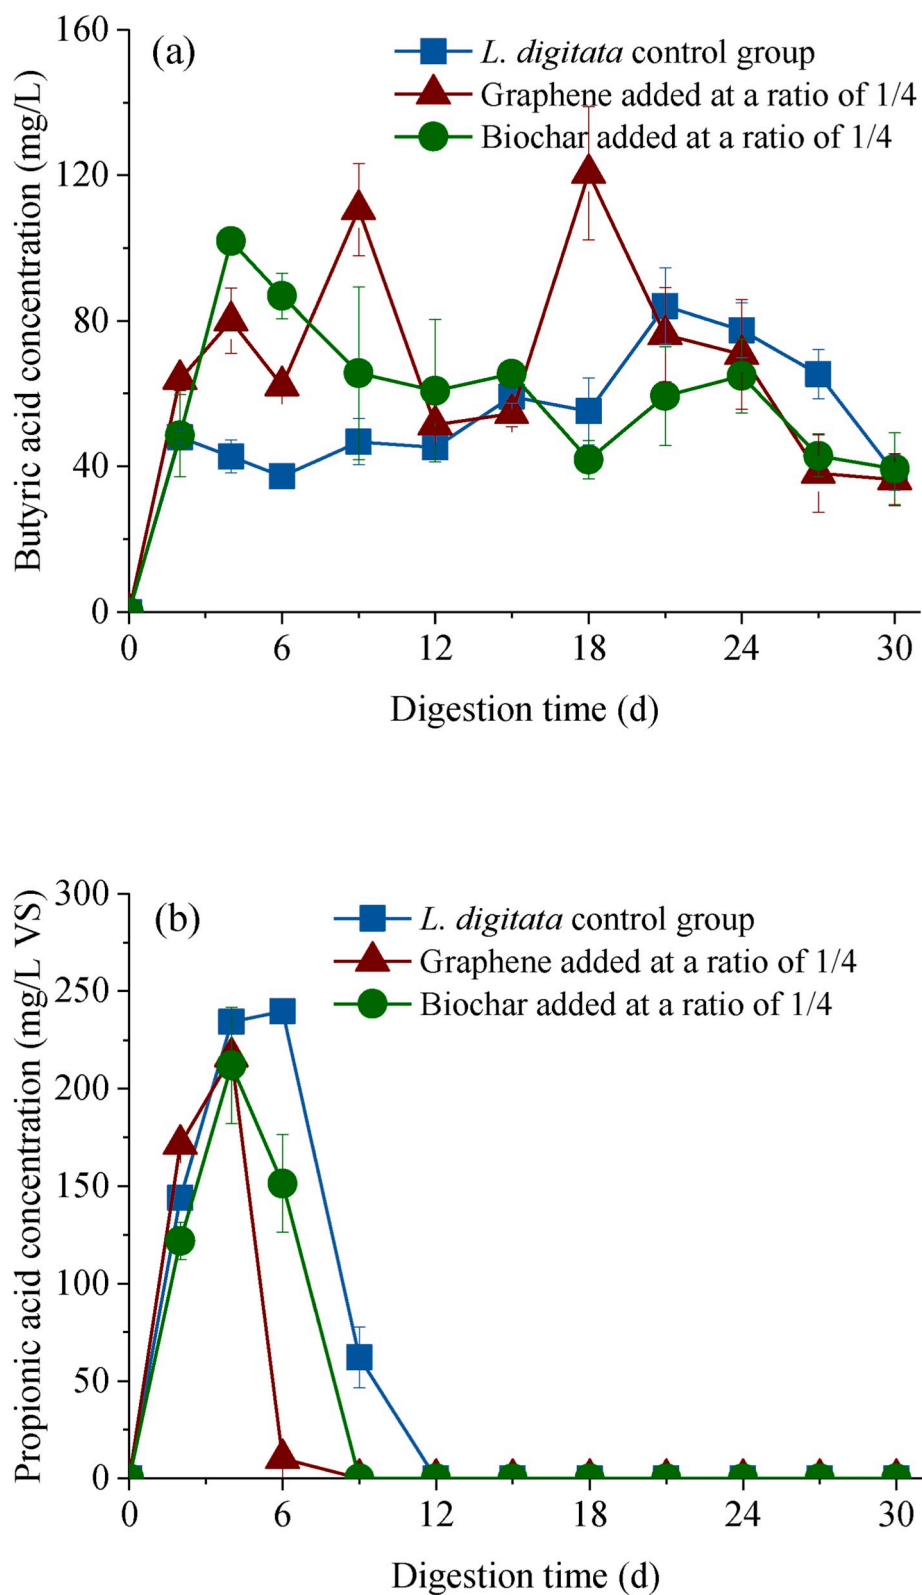 160
(a)
L. digitata control group
Graphene added at a ratio of 1/4
Biochar added at a ratio of 1/4
120
80
40
0
Butyric acid concentration (mg/L)
0 6 12 18 24 30
Digestion time (d)
300
(b)
L. digitata control group
Graphene added at a ratio of 1/4
Biochar added at a ratio of 1/4
250
200
150
100
50
0
Propionic acid concentration (mg/L VS)
0 6 12 18 24 30
Digestion time (d)